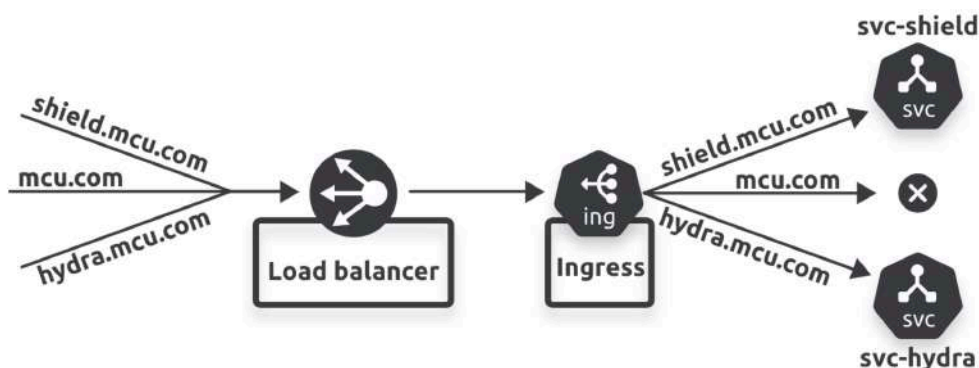 svc-shield
svc
shield.mcu.com
mcu.com
hydra.mcu.com
Load balancer
ing
Ingress
shield.mcu.com
mcu.com
hydra.mcu.com
svc
svc-hydra